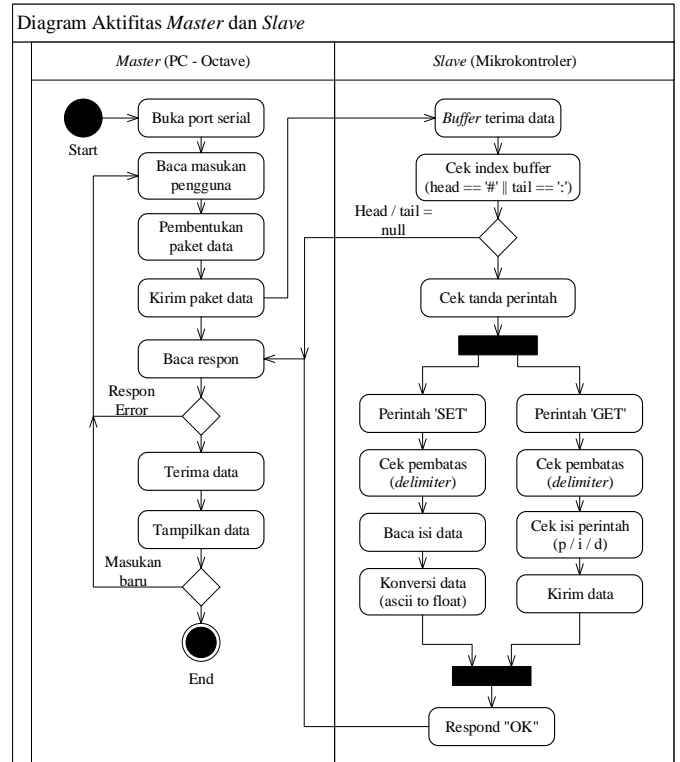 Diagram Aktifitas Master dan Slave
Master (PC - Octave)
Slave (Mikrokontroler)
Start
Buka port serial
Baca masukan
pengguna
Pembentukan
paket data
Kirim paket data
Baca respon
Respon
Error
Terima data
Tampilkan data
Masukan
baru
End
Buffer terima data
Cek index buffer
(head == '#' || tail == ':')
Head / tail =
null
Cek tanda perintah
Perintah 'SET'
Cek pembatas
(delimiter)
Baca isi data
Konversi data
(ascii to float)
Perintah 'GET'
Cek pembatas
(delimiter)
Cek isi perintah
(p / i / d)
Kirim data
Respond "OK"